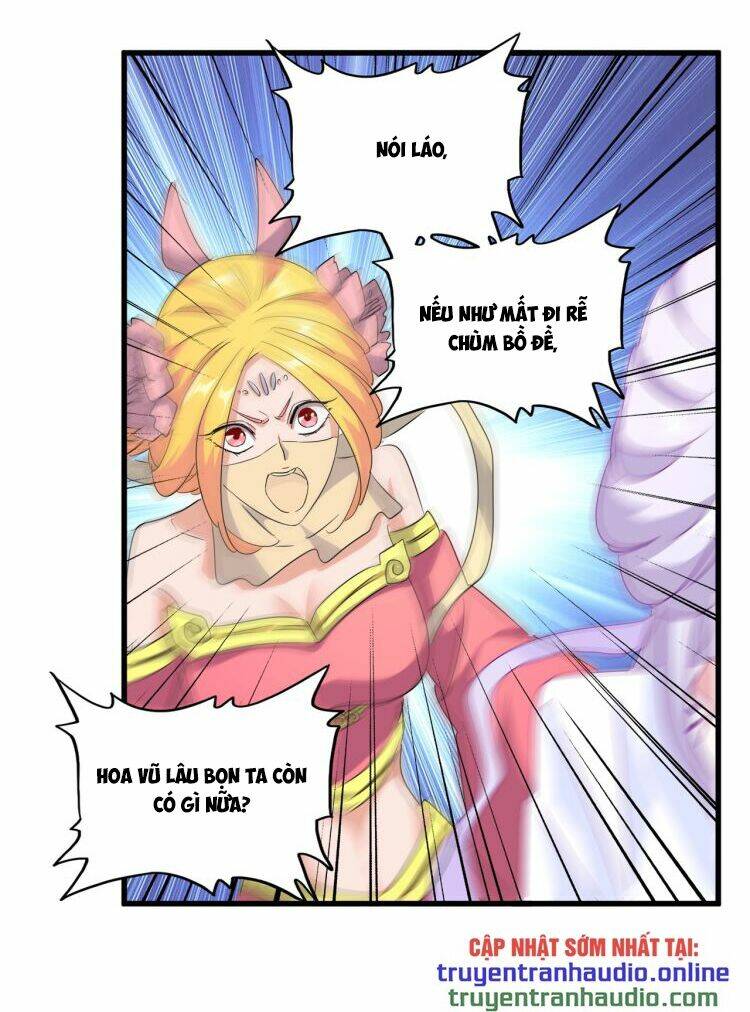 NÓI LÁO,
NẾU NHƯ MẤT ĐI RỄ
CHÙM BỒ ĐỀ,
HOA VŨ LÂU BỌN TA CÒN
CÓ GÌ NỮA?
CẬP NHẬT SỚM NHẤT TẠI:
truyentranhaudio.online
truyentranhaudio.com